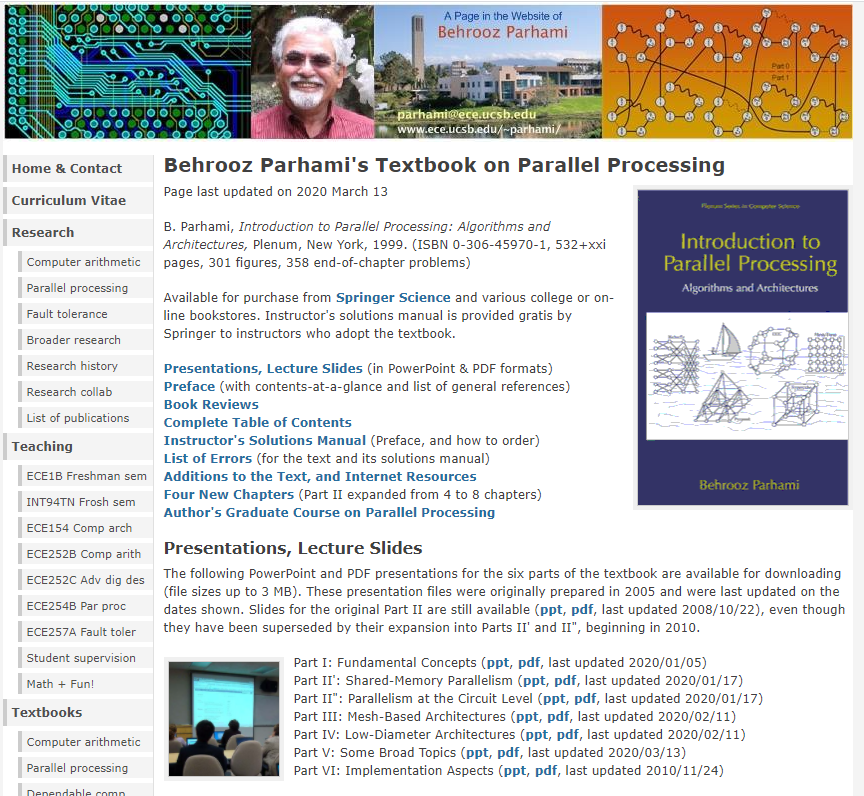 A Page in the Website of
Behrooz Parhami
parhami@ece.ucsb.edu
www.ece.ucsb.edu/~parhami/
Part 0
Part 1
Home & Contact
Curriculum Vitae
Research
Computer arithmetic
Parallel processing
Fault tolerance
Broader research
Research history
Research collab
List of publications
Teaching
ECE1B Freshman sem
INT94TN Frosh sem
ECE154 Comp arch
ECE252B Comp arith
ECE252C Adv dig des
ECE254B Par proc
ECE257A Fault toler
Student supervision
Math + Fun!
Textbooks
Computer arithmetic
Parallel processing
Dependable comp
Behrooz Parhami's Textbook on Parallel Processing
Page last updated on 2020 March 13
B. Parhami, Introduction to Parallel Processing: Algorithms and
Architectures, Plenum, New York, 1999. (ISBN 0-306-45970-1, 532+xxi
pages, 301 figures, 358 end-of-chapter problems)
Available for purchase from Springer Science and various college or on-
line bookstores. Instructor's solutions manual is provided gratis by
Springer to instructors who adopt the textbook.
Presentations, Lecture Slides (in PowerPoint & PDF formats)
Preface (with contents-at-a-glance and list of general references)
Book Reviews
Complete Table of Contents
Instructor's Solutions Manual (Preface, and how to order)
List of Errors (for the text and its solutions manual)
Additions to the Text, and Internet Resources
Four New Chapters (Part II expanded from 4 to 8 chapters)
Author's Graduate Course on Parallel Processing
Plenum Series in Computer Science
Introduction to
Parallel Processing
Algorithms and Architectures
Behrooz Parhami
Presentations, Lecture Slides
The following PowerPoint and PDF presentations for the six parts of the textbook are available for downloading
(file sizes up to 3 MB). These presentation files were originally prepared in 2005 and were last updated on the
dates shown. Slides for the original Part II are still available (ppt, pdf, last updated 2008/10/22), even though
they have been superseded by their expansion into Parts II' and II", beginning in 2010.
Part I: Fundamental Concepts (ppt, pdf, last updated 2020/01/05)
Part II': Shared-Memory Parallelism (ppt, pdf, last updated 2020/01/17)
Part II": Parallelism at the Circuit Level (ppt, pdf, last updated 2020/01/17)
Part III: Mesh-Based Architectures (ppt, pdf, last updated 2020/02/11)
Part IV: Low-Diameter Architectures (ppt, pdf, last updated 2020/02/11)
Part V: Some Broad Topics (ppt, pdf, last updated 2020/03/13)
Part VI: Implementation Aspects (ppt, pdf, last updated 2010/11/24)